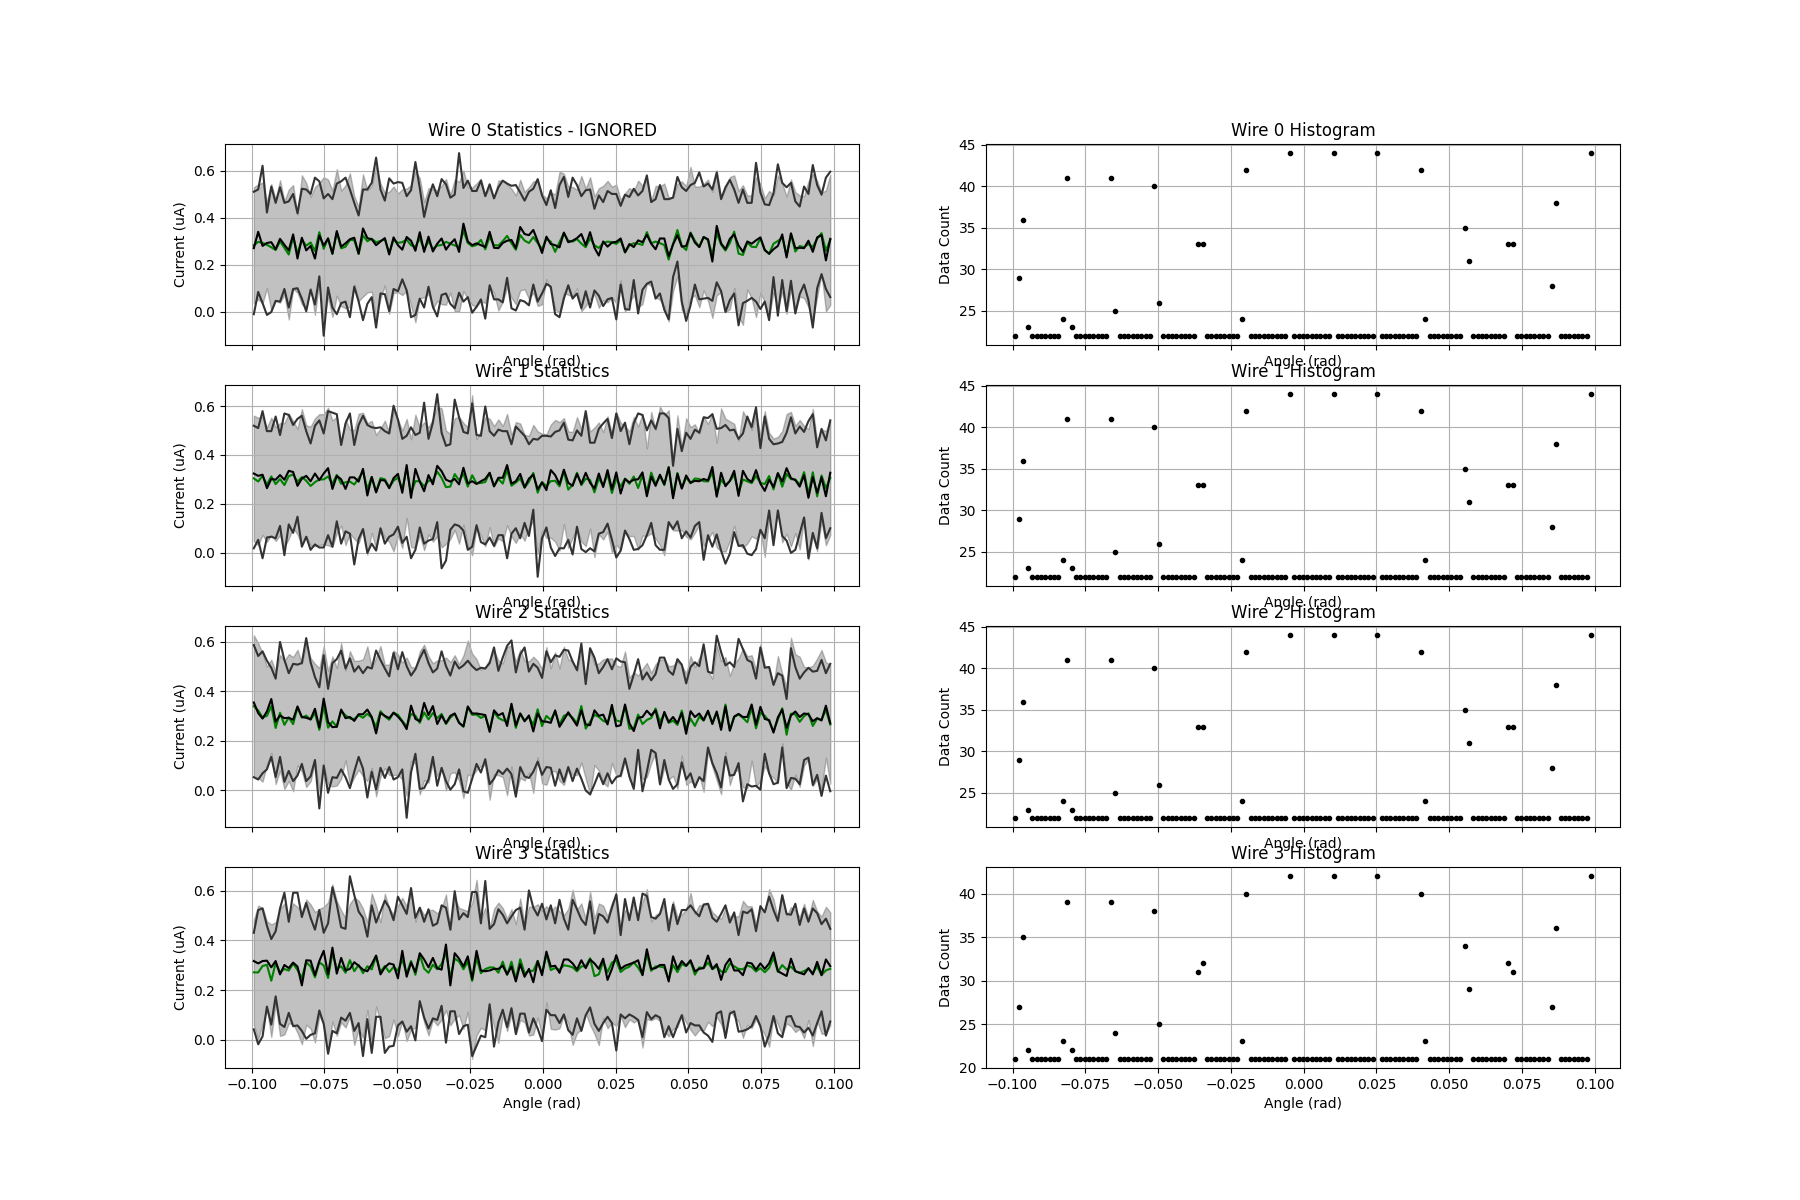 Wire 0 Statistics - IGNORED
Current (uA)
0.6
0.4
0.2
0.0
Angle (rad)
Wire 0 Histogram
Data Count
45
40
35
30
25
Angle (rad)
Wire 1 Statistics
Current (uA)
0.6
0.4
0.2
0.0
Angle (rad)
Wire 1 Histogram
Data Count
45
40
35
30
25
Angle (rad)
Wire 2 Statistics
Current (uA)
0.6
0.4
0.2
0.0
Angle (rad)
Wire 2 Histogram
Data Count
45
40
35
30
25
Angle (rad)
Wire 3 Statistics
Current (uA)
0.6
0.4
0.2
0.0
−0.100 −0.075 −0.050 −0.025 0.000 0.025 0.050 0.075 0.100
Angle (rad)
Wire 3 Histogram
Data Count
40
35
30
25
20
−0.100 −0.075 −0.050 −0.025 0.000 0.025 0.050 0.075 0.100
Angle (rad)